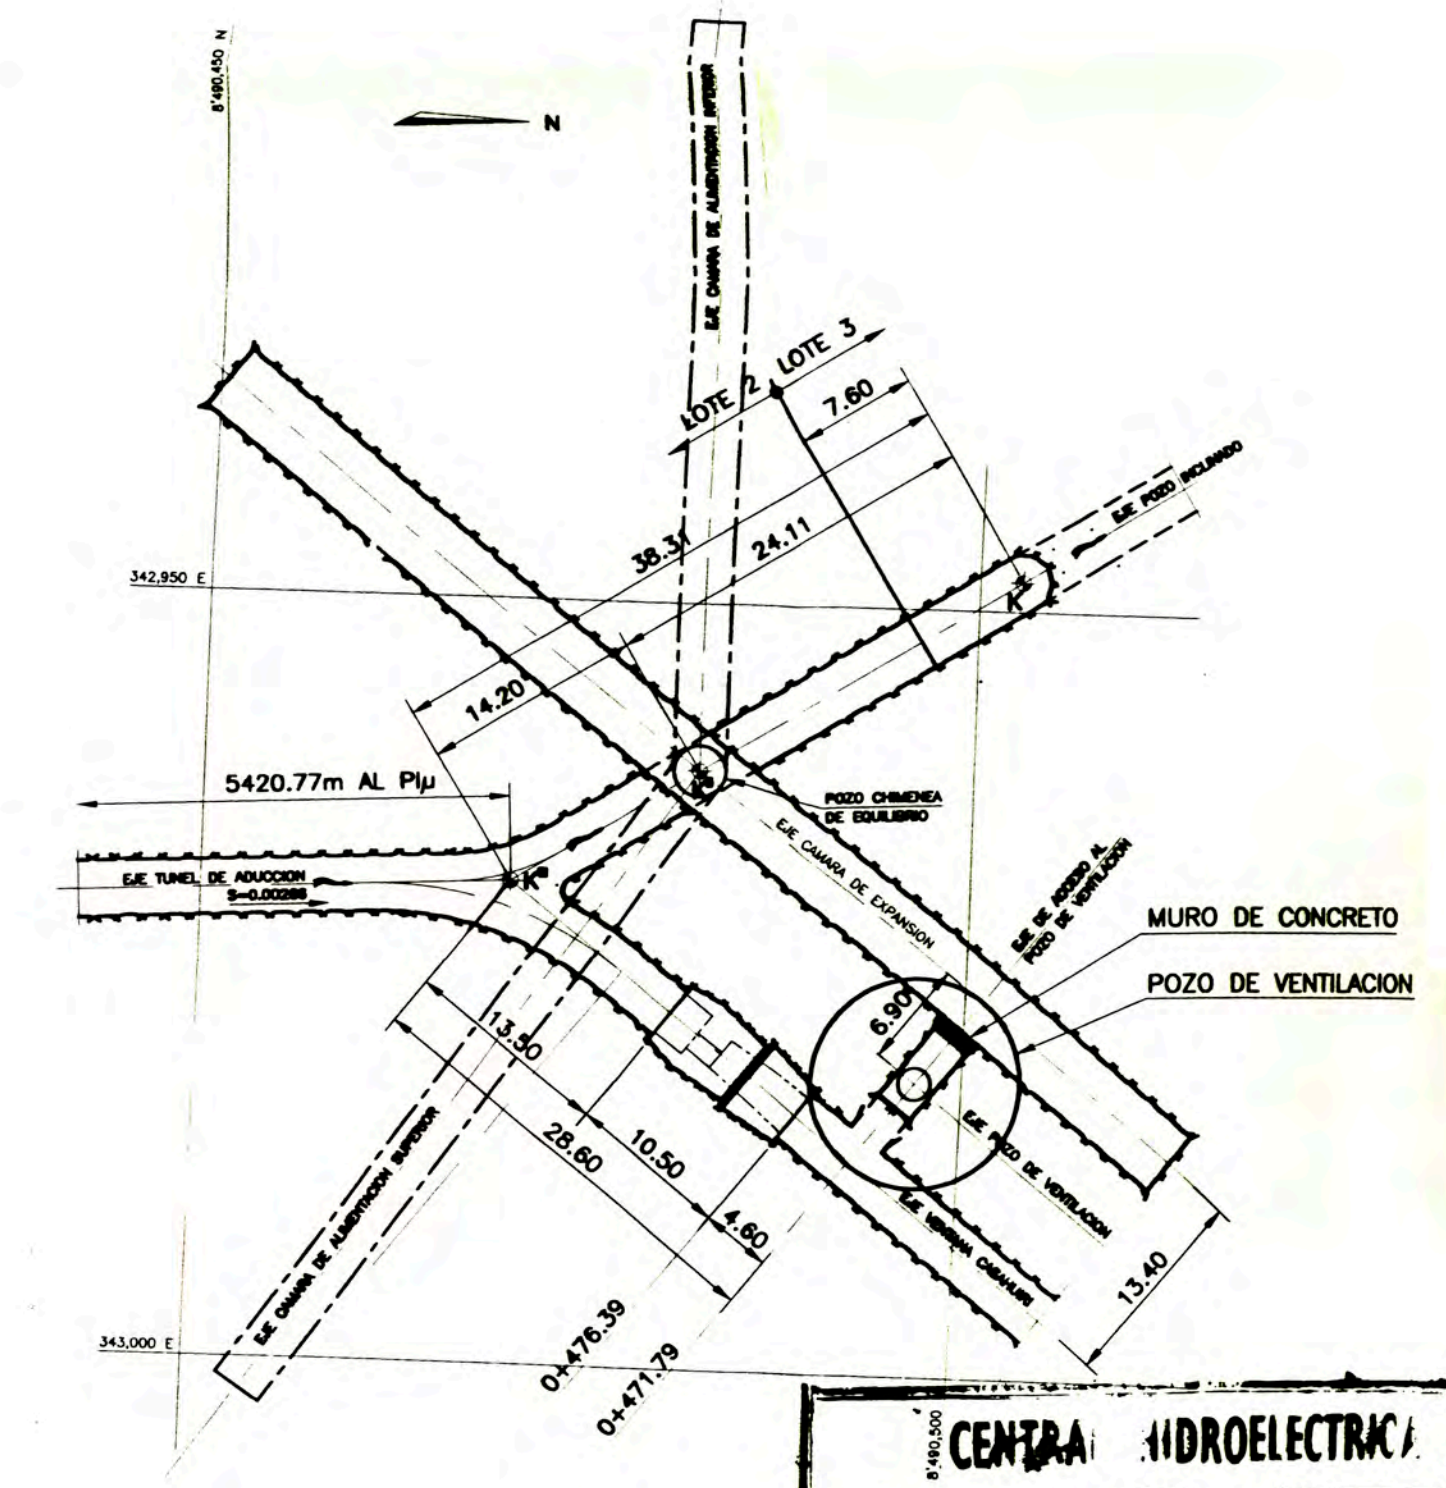 8'490,450 N
N
EJE CAMARA DE ALIMENTACION INFERIOR
LOTE 2
LOTE 3
7.60
38.31
24.11
EJE POZO INCLINADO
342,950 E
14.20
5420.77m AL PIμ
POZO CHIMENEA
DE EQUILIBRIO
EJE TUNEL DE ADUCCION
EJE CAMARA DE EXPANSION
EJE DE ACCESO AL
POZO DE VENTILACION
MURO DE CONCRETO
POZO DE VENTILACION
6.90
13.50
28.60
10.50
4.60
EJE POZO DE VENTILACION
EJE CAMARA DE ALIMENTACION SUPERIOR
13.40
343,000 E
0+476.39
0+471.79
8'490,500